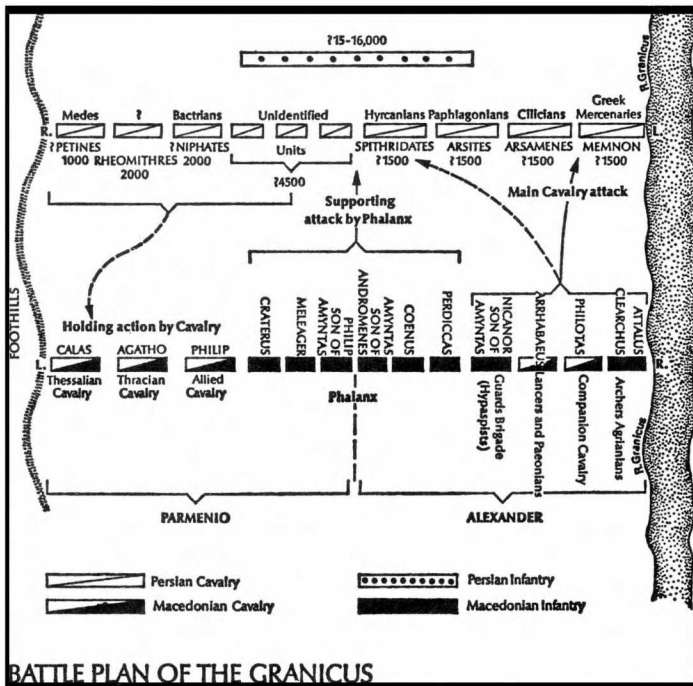 ?15-16,000
R.Granicus
Medes
?
Bactrians
Unidentified
Hyrcanians
Paphlagonians
Cilicians
Greek
Mercenaries
R.
L.
?PETINES
1000
RHEOMITHRES
2000
?NIPHATES
2000
Units
?4500
SPITHRIDATES
?1500
ARSITES
?1500
ARSAMENES
?1500
MEMNON
?1500
Main Cavalry attack
Supporting
attack by Phalanx
FOOTHILLS
Holding action by Cavalry
L.
CALAS
Thessalian
Cavalry
AGATHO
Thracian
Cavalry
PHILIP
Allied
Cavalry
CRATERUS
MELEAGER
PHILIP
SON OF
AMYNTAS
AMYNTAS
SON OF
ANDROMENES
COENUS
PERDICCAS
NICANOR
SON OF
AMYNTAS
ARRHABAEUS
PHILOTAS
ATTALUS
CLEARCHUS
R.
Phalanx
Guards Brigade
(Hypaspists)
Lancers and Paeonians
Companion Cavalry
Archers Agrianians
R.Granicus
PARMENIO
ALEXANDER
Persian Cavalry
Macedonian Cavalry
Persian Infantry
Macedonian Infantry
BATTLE PLAN OF THE GRANICUS